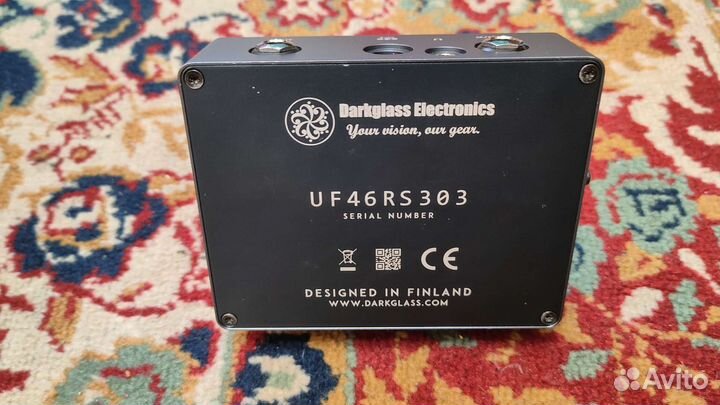 Darkglass Electronics
Your vision, our gear.
UF46RS303
SERIAL NUMBER
CE
DESIGNED IN FINLAND
WWW.DARKGLASS.COM
Avito